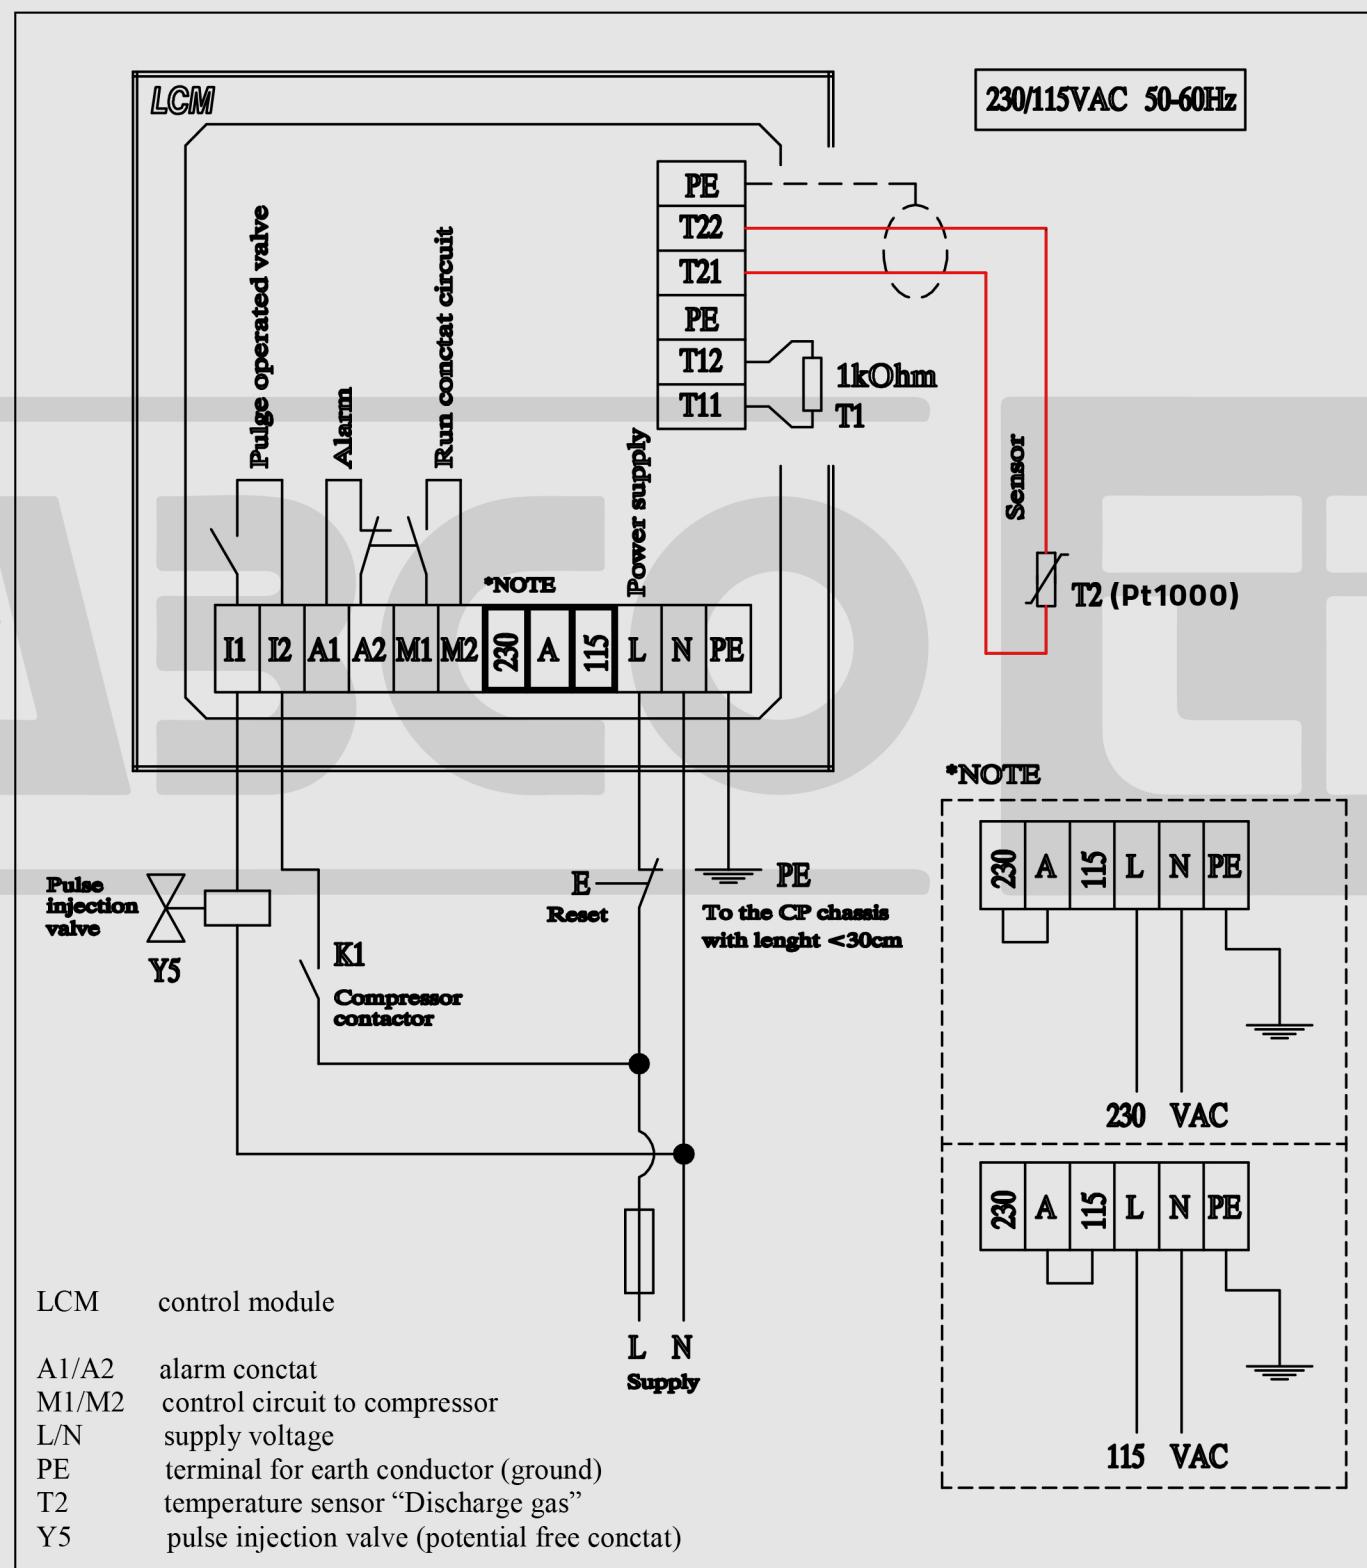 LCM
230/115VAC 50-60Hz
PE
T22
T21
PE
T12
T11
1kOhm
T1
Pulge operated valve
Alarm
Run conctat circuit
Power supply
Sensor
T2 (Pt1000)
*NOTE
I1 I2 A1 A2 M1 M2 230 A 115 L N PE
Pulse
injection
valve
Y5
K1
Compressor
contactor
E
Reset
PE
To the CP chassis
with lenght <30cm
*NOTE
230 A 115 L N PE
230 VAC
230 A 115 L N PE
115 VAC
L N
Supply
LCM control module
A1/A2 alarm conctat
M1/M2 control circuit to compressor
L/N supply voltage
PE terminal for earth conductor (ground)
T2 temperature sensor “Discharge gas”
Y5 pulse injection valve (potential free conctat)